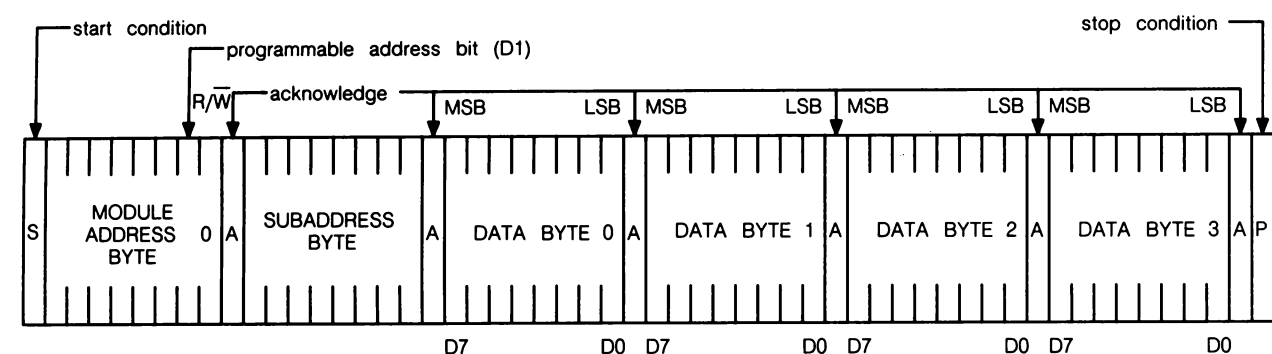 start condition
stop condition
programmable address bit (D1)
R/W̅
acknowledge
MSB LSB MSB LSB MSB LSB MSB LSB
S
MODULE
ADDRESS
BYTE
0
A
SUBADDRESS
BYTE
A
DATA BYTE 0
A
DATA BYTE 1
A
DATA BYTE 2
A
DATA BYTE 3
A
P
D7 D0 D7 D0 D7 D0 D7 D0